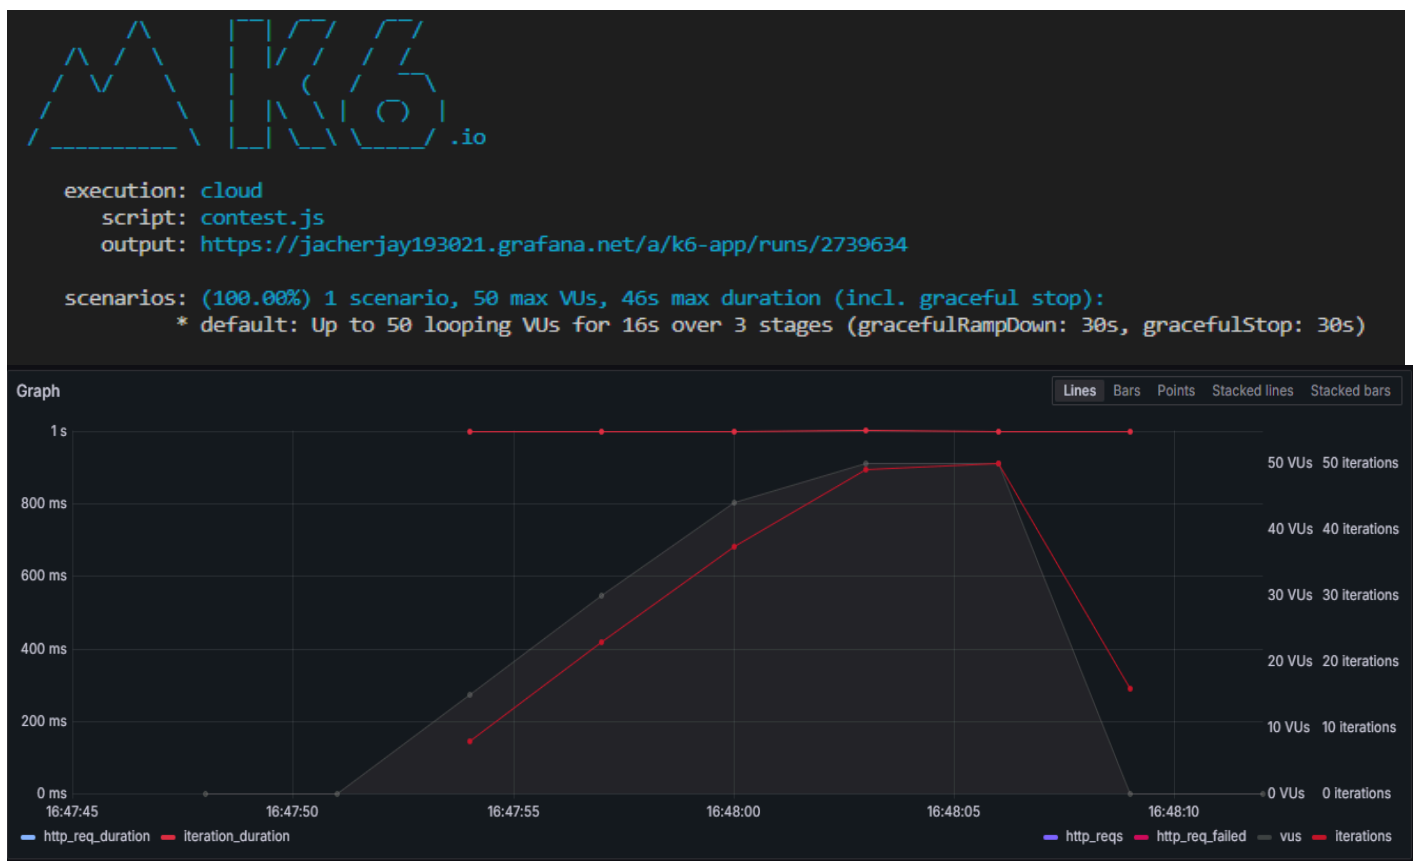 K6
.io
execution: cloud
script: contest.js
output: https://jacherjay193021.grafana.net/a/k6-app/runs/2739634
scenarios: (100.00%) 1 scenario, 50 max VUs, 46s max duration (incl. graceful stop):
* default: Up to 50 looping VUs for 16s over 3 stages (gracefulRampDown: 30s, gracefulStop: 30s)
Graph
Lines Bars Points Stacked lines Stacked bars
1 s
50 VUs 50 iterations
800 ms
40 VUs 40 iterations
600 ms
30 VUs 30 iterations
400 ms
20 VUs 20 iterations
200 ms
10 VUs 10 iterations
0 ms
0 VUs 0 iterations
16:47:45 16:47:50 16:47:55 16:48:00 16:48:05 16:48:10
http_req_duration iteration_duration http_reqs http_req_failed vus iterations